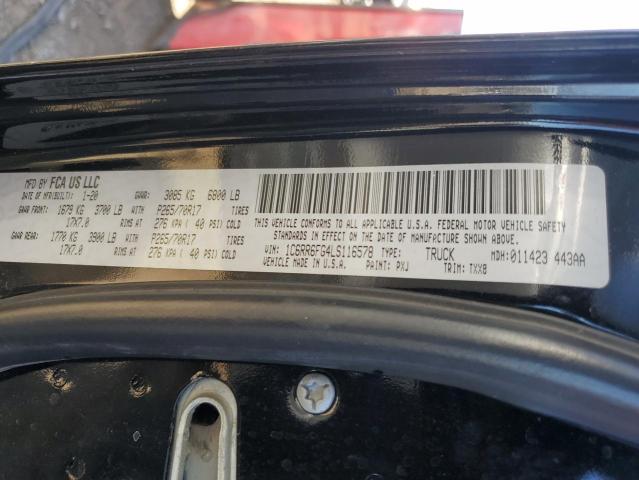 MFD BY FCA US LLC
DATE OF MFR(BUILT): 1-20 GVWR: 3085 KG 6800 LB
GAWR FRONT: 1679 KG 3700 LB WITH P265/70R17 TIRES
17X7.0 RIMS AT 276 KPA ( 40 PSI) COLD
GAWR REAR: 1770 KG 3900 LB WITH P265/70R17 TIRES
17X7.0 RIMS AT 276 KPA ( 40 PSI) COLD
THIS VEHICLE CONFORMS TO ALL APPLICABLE U.S.A. FEDERAL MOTOR VEHICLE SAFETY
STANDARDS IN EFFECT ON THE DATE OF MANUFACTURE SHOWN ABOVE.
VIN: 1C6RR6FG4LS116578 TYPE: TRUCK MDH: 011423 443AA
VEHICLE MADE IN U.S.A. PAINT: PXJ TRIM: TXX8